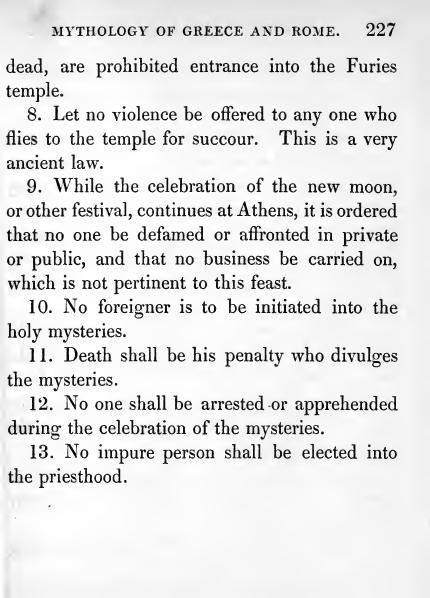 MYTHOLOGY OF GREECE AND ROME. 227
dead, are prohibited entrance into the Furies
temple.
8. Let no violence be offered to any one who
flies to the temple for succour. This is a very
ancient law.
9. While the celebration of the new moon,
or other festival, continues at Athens, it is ordered
that no one be defamed or affronted in private
or public, and that no business be carried on,
which is not pertinent to this feast.
10. No foreigner is to be initiated into the
holy mysteries.
11. Death shall be his penalty who divulges
the mysteries.
12. No one shall be arrested or apprehended
during the celebration of the mysteries.
13. No impure person shall be elected into
the priesthood.